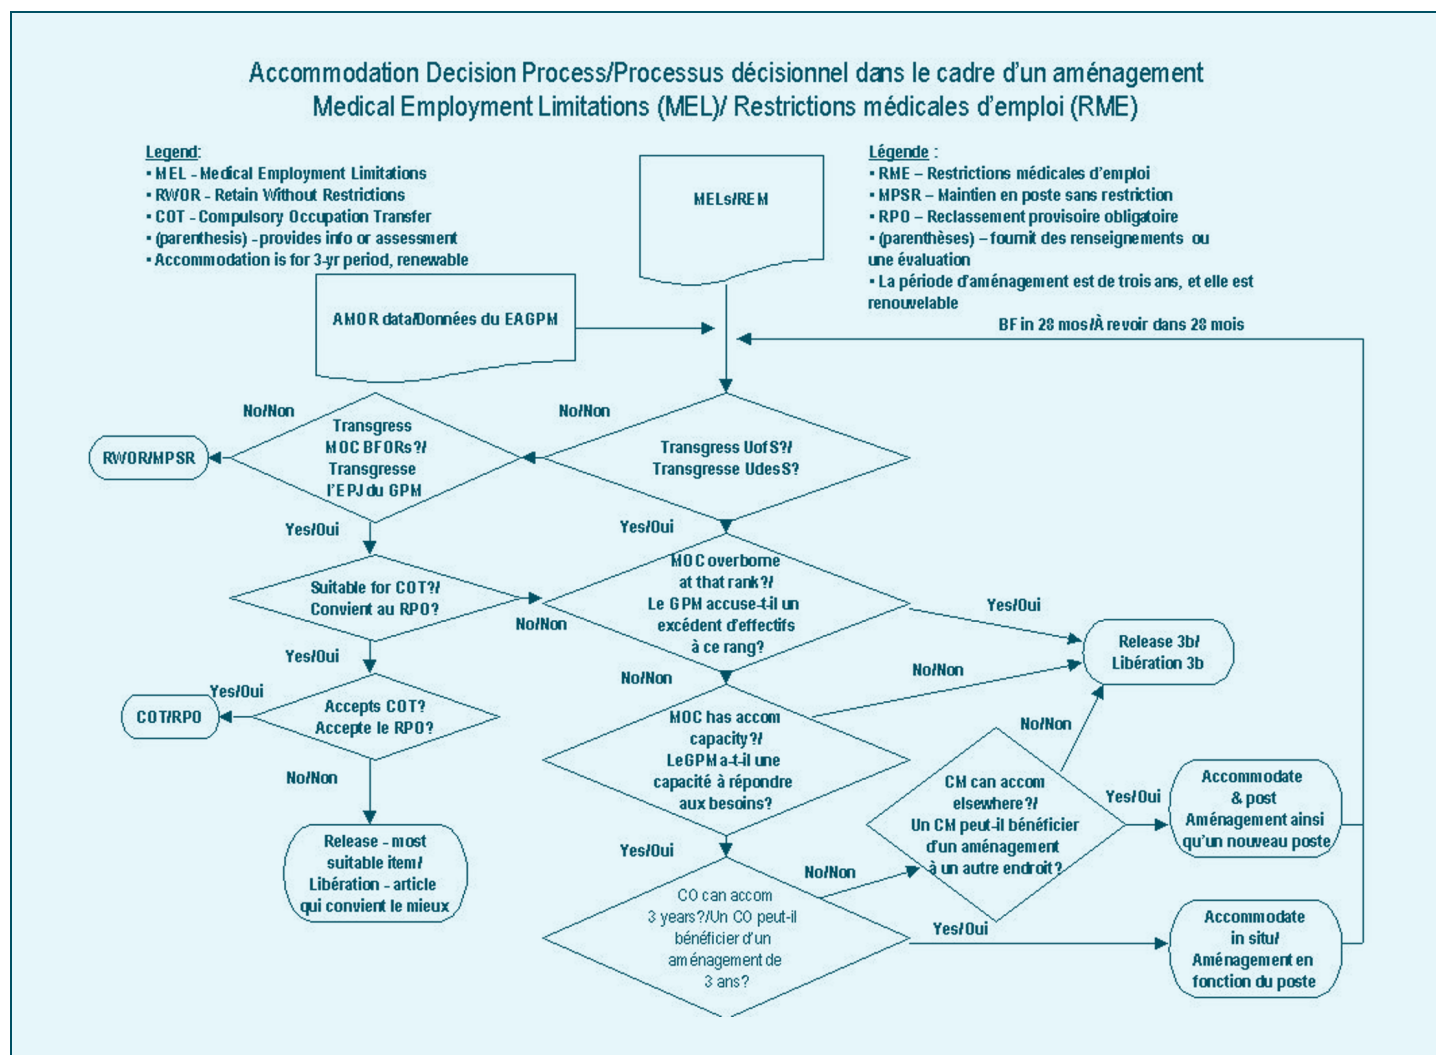 Accommodation Decision Process/Processus décisionnel dans le cadre d'un aménagement
Medical Employment Limitations (MEL)/ Restrictions médicales d'emploi (RME)
Legend:
▪ MEL - Medical Employment Limitations
▪ RWOR - Retain Without Restrictions
▪ COT - Compulsory Occupation Transfer
▪ (parenthesis) - provides info or assessment
▪ Accommodation is for 3-yr period, renewable
MELs/REM
Légende :
▪ RME – Restrictions médicales d'emploi
▪ MPSR – Maintien en poste sans restriction
▪ RPO – Reclassement provisoire obligatoire
▪ (parenthèses) – fournit des renseignements ou
une évaluation
▪ La période d'aménagement est de trois ans, et elle est
renouvelable
AMOR data/Données du EAGPM
BF in 28 mos/À revoir dans 28 mois
No/Non
Transgress
MOC BFORs?/
Transgresse
l'EPJ du GPM
RWOR/MPSR
No/Non
Transgress UofS?/
Transgresse UdesS?
Yes/Oui
Yes/Oui
Suitable for COT?/
Convient au RPO?
No/Non
MOC overborne
at that rank?/
Le GPM accuse-t-il un
excédent d'effectifs
à ce rang?
Yes/Oui
Release 3b/
Libération 3b
Yes/Oui
No/Non
No/Non
Yes/Oui
COT/RPO
Accepts COT?
Accepte le RPO?
MOC has accom
capacity?/
Le GPM a-t-il une
capacité à répondre
aux besoins?
No/Non
No/Non
CM can accom
elsewhere?/
Un CM peut-il bénéficier
d'un aménagement
à un autre endroit?
Yes/Oui
Accommodate
& post
Aménagement ainsi
qu'un nouveau poste
Release - most
suitable item/
Libération - article
qui convient le mieux
Yes/Oui
No/Non
CO can accom
3 years?/Un CO peut-il
bénéficier d'un
aménagement de
3 ans?
Yes/Oui
Accommodate
in situ/
Aménagement en
fonction du poste